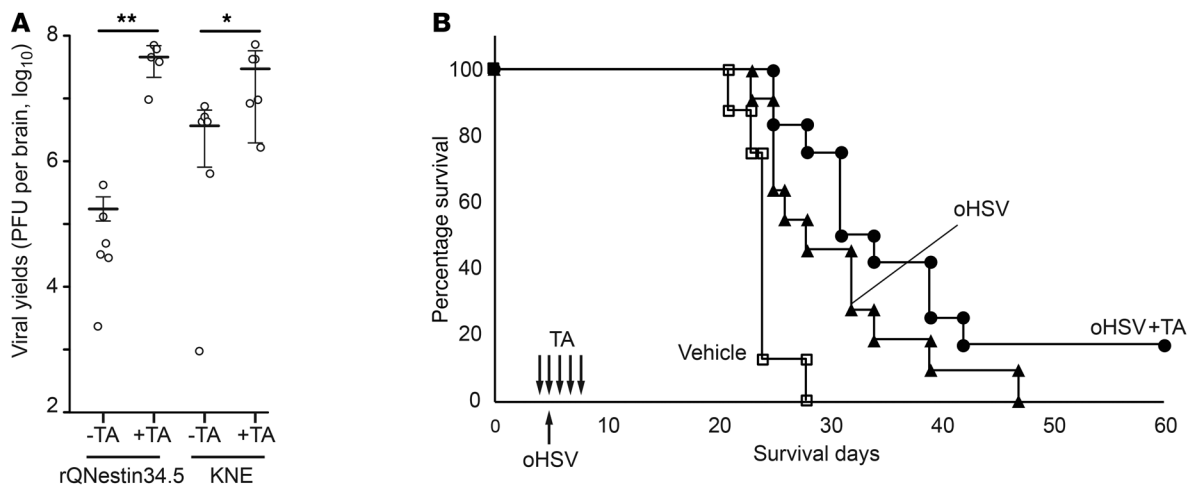 A
Viral yields (PFU per brain, log10)
8
6
4
2
**
*
-TA +TA -TA +TA
rQNestin34.5 KNE
B
Percentage survival
100
80
60
40
20
0
TA
oHSV
Vehicle
oHSV
oHSV+TA
0 10 20 30 40 50 60
Survival days